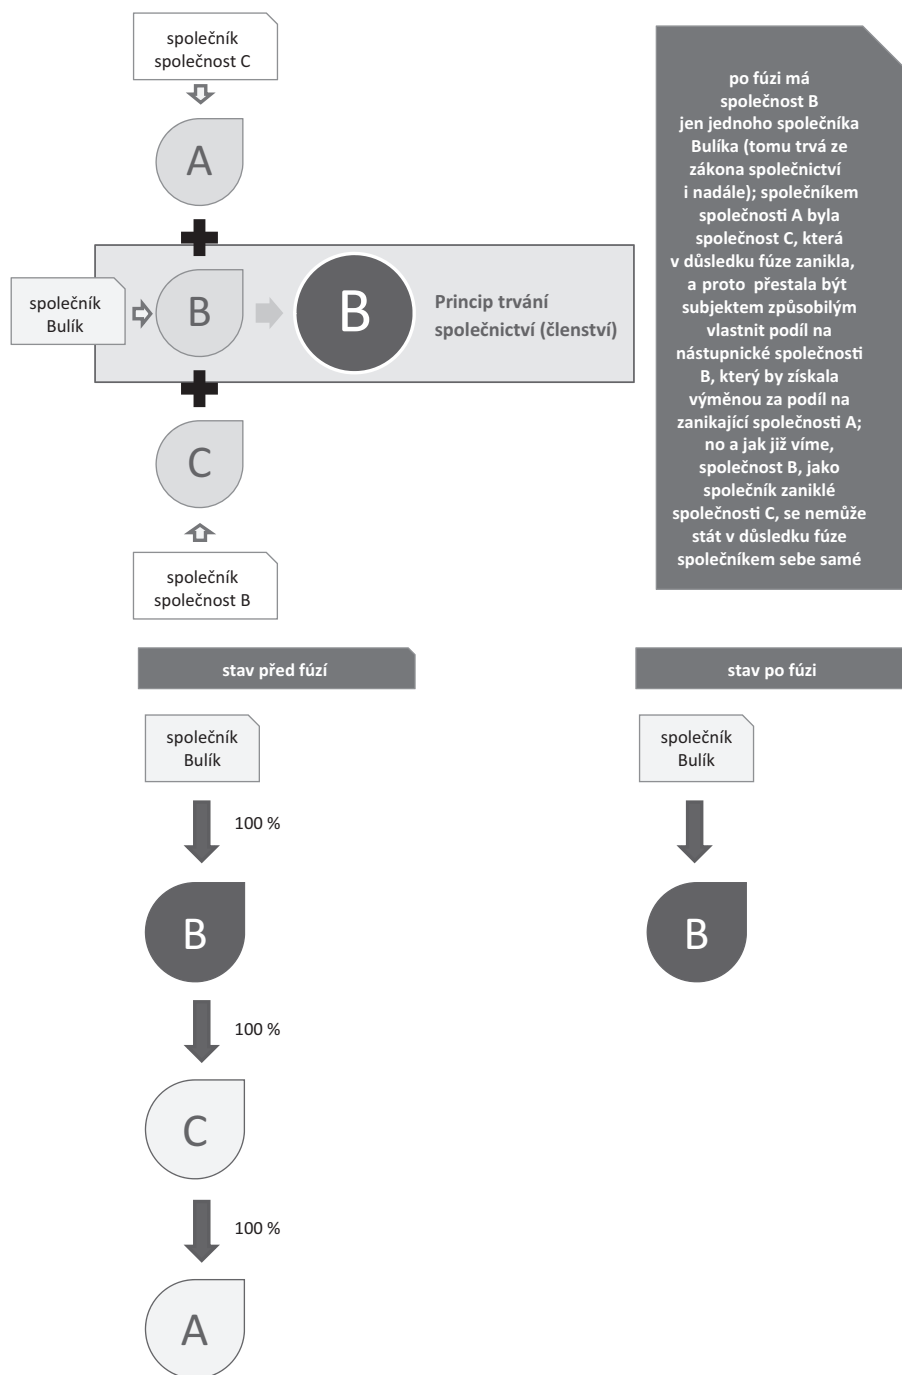 společník
společnost C
A
společník
Bulík
B
B
Princip trvání
společnictví (členství)
C
společník
společnost B
po fúzi má
společnost B
jen jednoho společníka
Bulíka (tomu trvá ze
zákona společnictví
i nadále); společníkem
společnosti A byla
společnost C, která
v důsledku fúze zanikla,
a proto přestala být
subjektem způsobilým
vlastnit podíl na
nástupnické společnosti
B, který by získala
výměnou za podíl na
zanikající společnosti A;
no a jak již víme,
společnost B, jako
společník zaniklé
společnosti C, se nemůže
stát v důsledku fúze
společníkem sebe samé
stav před fúzí
společník
Bulík
100 %
B
100 %
C
100 %
A
stav po fúzi
společník
Bulík
B